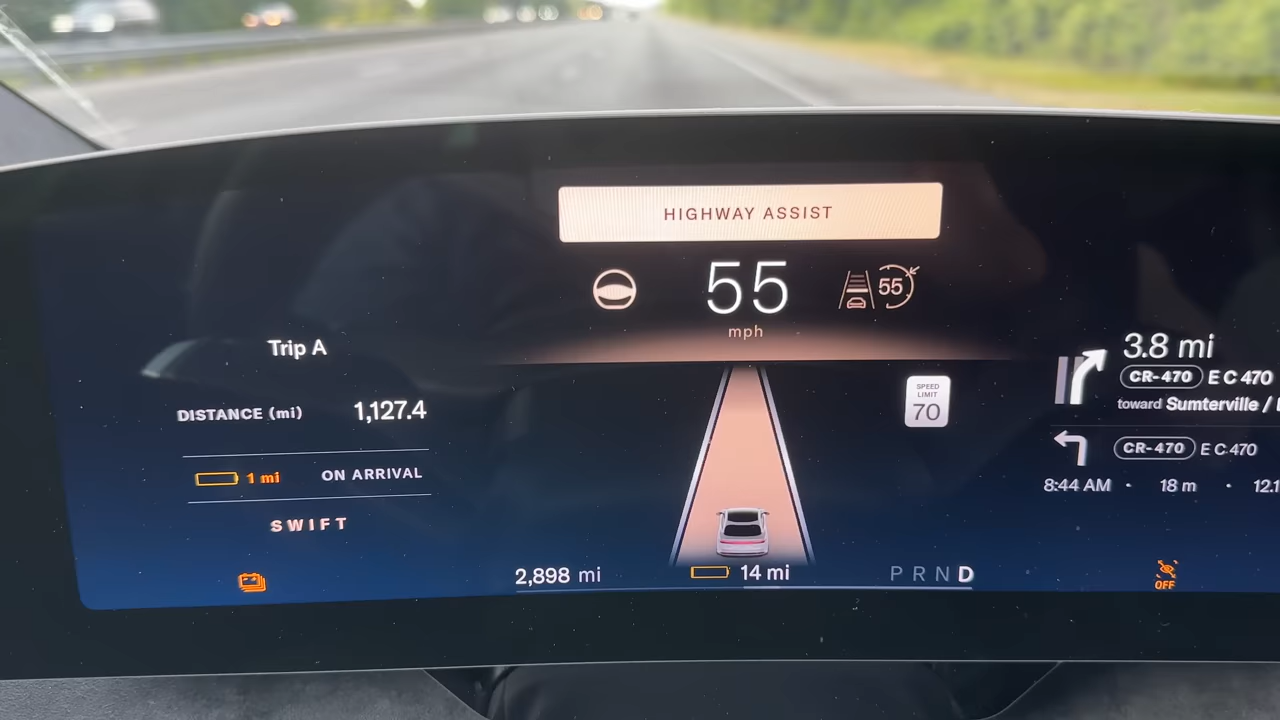 HIGHWAY ASSIST
55
mph
55
Trip A
DISTANCE (mi) 1,127.4
1 mi ON ARRIVAL
SWIFT
SPEED
LIMIT
70
3.8 mi
CR-470 E C 470
toward Sumterville /
CR-470 E C 470
8:44 AM · 18 m · 12.1
2,898 mi
14 mi
P R N D
OFF